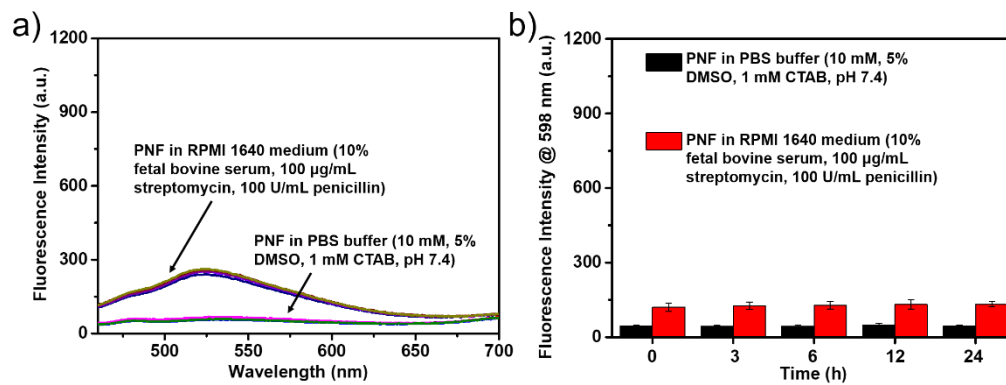 a)
1200
900
600
300
0
Fluorescence Intensity (a.u.)
PNF in RPMI 1640 medium (10%
fetal bovine serum, 100 μg/mL
streptomycin, 100 U/mL penicillin)
PNF in PBS buffer (10 mM, 5%
DMSO, 1 mM CTAB, pH 7.4)
500 550 600 650 700
Wavelength (nm)
b)
1200
900
600
300
0
Fluorescence Intensity @ 598 nm (a.u.)
PNF in PBS buffer (10 mM, 5%
DMSO, 1 mM CTAB, pH 7.4)
PNF in RPMI 1640 medium (10%
fetal bovine serum, 100 μg/mL
streptomycin, 100 U/mL penicillin)
0 3 6 12 24
Time (h)